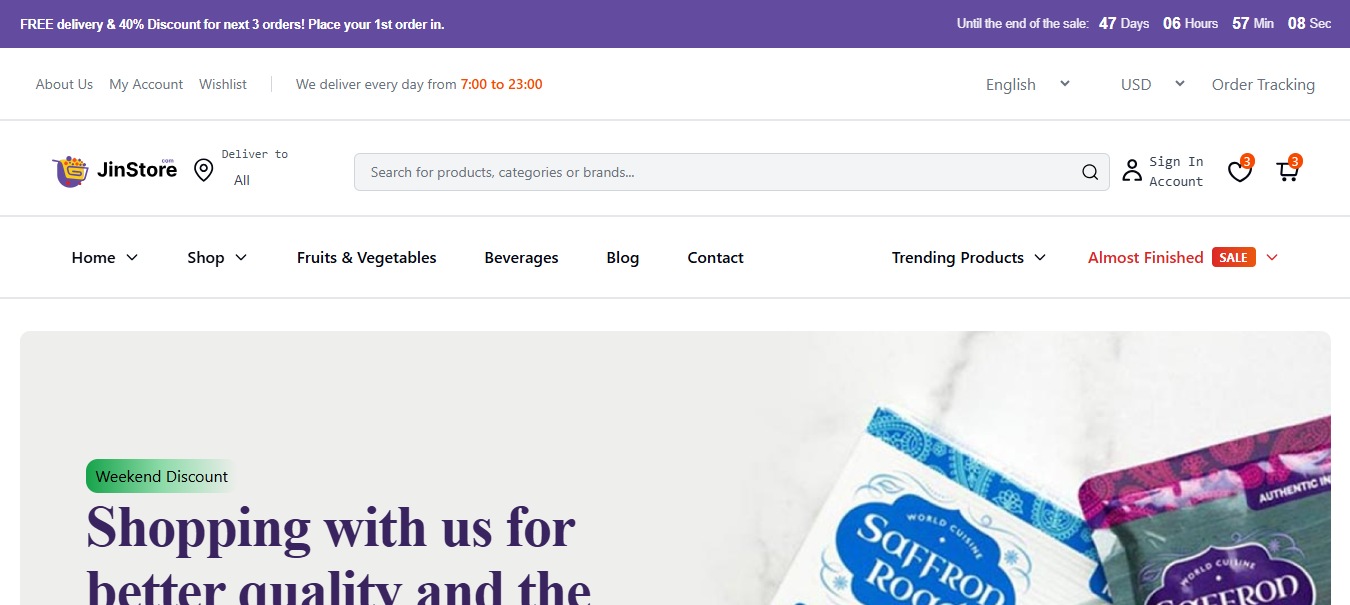 FREE delivery & 40% Discount for next 3 orders! Place your 1st order in.
Until the end of the sale: 47 Days 06 Hours 57 Min 08 Sec
About Us My Account Wishlist We deliver every day from 7:00 to 23:00
English USD Order Tracking
JinStore.com
Deliver to
All
Search for products, categories or brands...
Sign In
Account
3
3
Home Shop Fruits & Vegetables Beverages Blog Contact
Trending Products Almost Finished SALE
Weekend Discount
Shopping with us for
better quality and the
WORLD CUISINE
SAFFRON
AUTHENTIC IN
WORLD CUISINE
SAFFRON